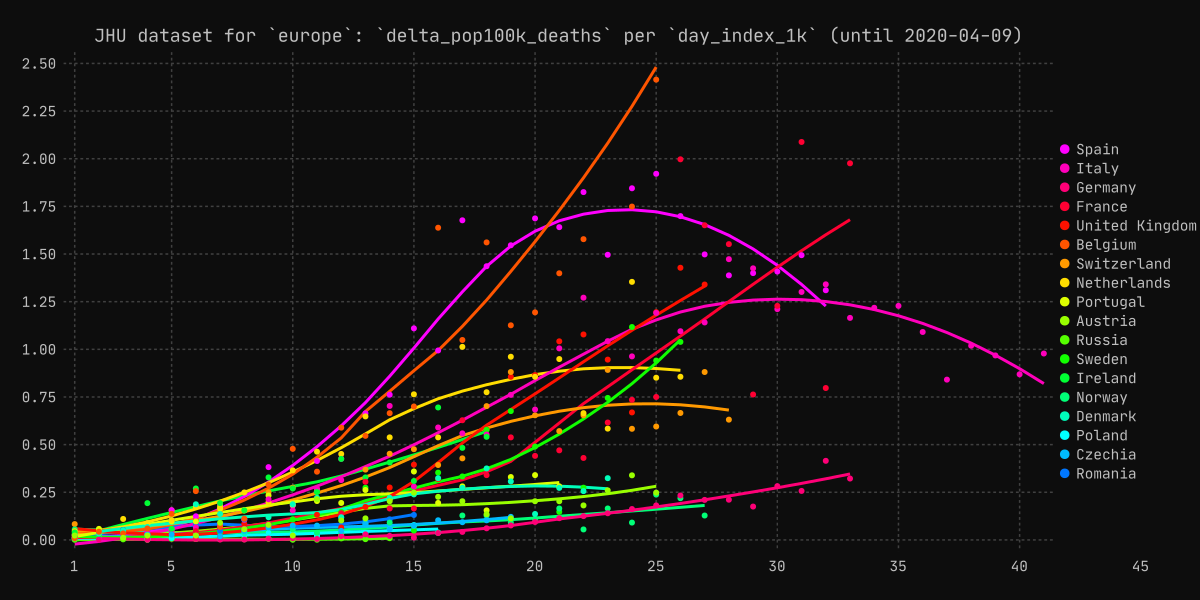 JHU dataset for `europe`: `delta_pop100k_deaths` per `day_index_1k` (until 2020-04-09)
2.50
2.25
2.00
1.75
1.50
1.25
1.00
0.75
0.50
0.25
0.00
1 5 10 15 20 25 30 35 40 45
Spain
Italy
Germany
France
United Kingdom
Belgium
Switzerland
Netherlands
Portugal
Austria
Russia
Sweden
Ireland
Norway
Denmark
Poland
Czechia
Romania